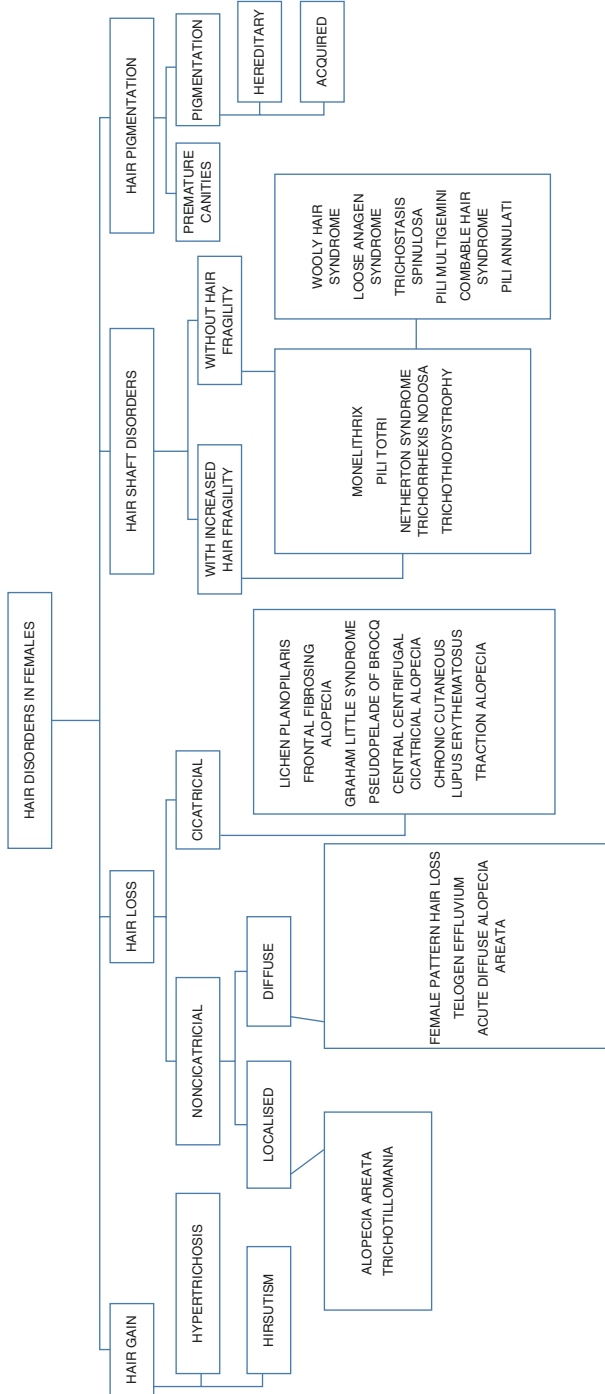 HAIR DISORDERS IN FEMALES
HAIR GAIN
HYPERTRICHOSIS
HIRSUTISM
HAIR LOSS
NONCICATRICIAL
LOCALISED
ALOPECIA AREATA
TRICHOTILLOMANIA
DIFFUSE
FEMALE PATTERN HAIR LOSS
TELOGEN EFFLUVIUM
ACUTE DIFFUSE ALOPECIA
AREATA
CICATRICIAL
LICHEN PLANOPILARIS
FRONTAL FIBROSING
ALOPECIA
GRAHAM LITTLE SYNDROME
PSEUDOPELADE OF BROCQ
CENTRAL CENTRIFUGAL
CICATRICIAL ALOPECIA
CHRONIC CUTANEOUS
LUPUS ERYTHEMATOSUS
TRACTION ALOPECIA
HAIR SHAFT DISORDERS
WITH INCREASED
HAIR FRAGILITY
MONELITHRIX
PILI TOTRI
NETHERTON SYNDROME
TRICHORRHEXIS NODOSA
TRICHOTHIODYSTROPHY
WITHOUT HAIR
FRAGILITY
WOOLY HAIR
SYNDROME
LOOSE ANAGEN
SYNDROME
TRICHOSTASIS
SPINULOSA
PILI MULTIGEMINI
COMBABLE HAIR
SYNDROME
PILI ANNULATI
HAIR PIGMENTATION
PREMATURE
CANITIES
PIGMENTATION
HEREDITARY
ACQUIRED